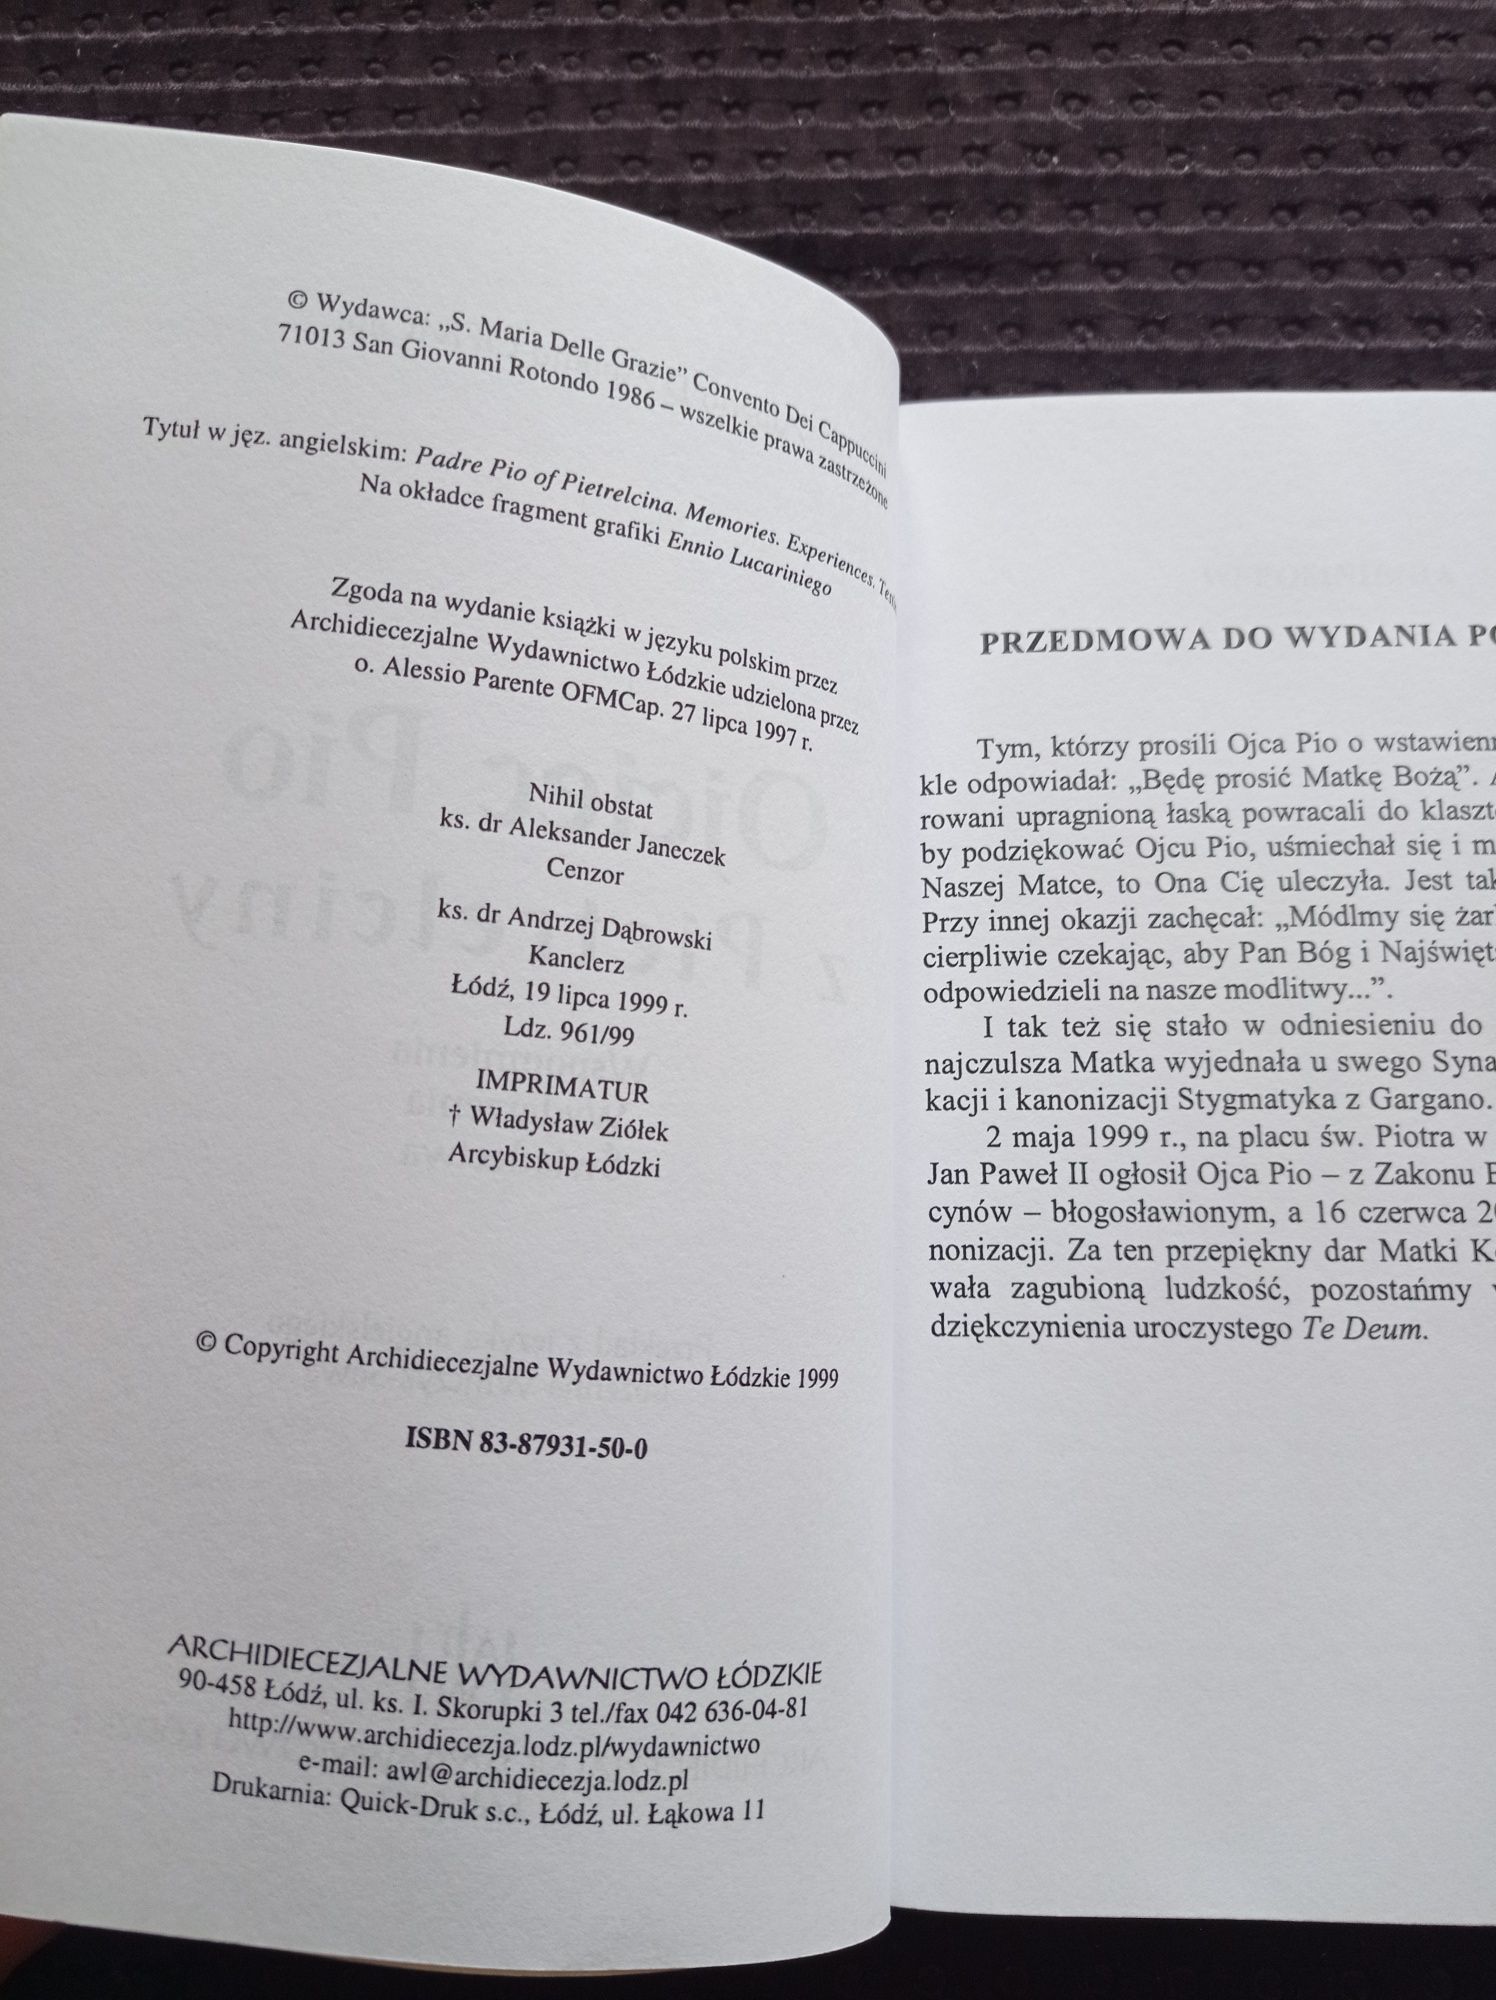 © Wydawca: „S. Maria Delle Grazie” Convento Dei Cappuccini
71013 San Giovanni Rotondo 1986 – wszelkie prawa zastrzeżone
Tytuł w jęz. angielskim: Padre Pio of Pietrelcina. Memories. Experiences.
Na okładce fragment grafiki Ennio Lucariniego
Zgoda na wydanie książki w języku polskim przez
Archidiecezjalne Wydawnictwo Łódzkie udzielona przez
o. Alessio Parente OFMCap. 27 lipca 1997 r.
Nihil obstat
ks. dr Aleksander Janeczek
Cenzor
ks. dr Andrzej Dąbrowski
Kanclerz
Łódź, 19 lipca 1999 r.
Ldz. 961/99
IMPRIMATUR
† Władysław Ziółek
Arcybiskup Łódzki
© Copyright Archidiecezjalne Wydawnictwo Łódzkie 1999
ISBN 83-87931-50-0
ARCHIDIECEZJALNE WYDAWNICTWO ŁÓDZKIE
90-458 Łódź, ul. ks. I. Skorupki 3 tel./fax 042 636-04-81
http://www.archidiecezja.lodz.pl/wydawnictwo
e-mail: awl@archidiecezja.lodz.pl
Drukarnia: Quick-Druk s.c., Łódź, ul. Łąkowa 11
PRZEDMOWA DO WYDANIA
Tym, którzy prosili Ojca Pio o
kle odpowiadał: „Będę prosić Matkę Bożą”.
rowani upragnioną łaską powracali do
by podziękować Ojcu Pio, uśmiechał się i
Naszej Matce, to Ona Cię uleczyła. Jest
Przy innej okazji zachęcał: „Módlmy się
cierpliwie czekając, aby Pan Bóg i
odpowiedzieli na nasze modlitwy...”.
I tak też się stało w odniesieniu do
najczulsza Matka wyjednała u swego Syna
kacji i kanonizacji Stygmatyka z Gargano.
2 maja 1999 r., na placu św. Piotra w
Jan Paweł II ogłosił Ojca Pio – z Zakonu
cynów – błogosławionym, a 16 czerwca
nonizacji. Za ten przepiękny dar Matki
wała zagubioną ludzkość, pozostańmy
dziękczynienia uroczystego Te Deum.